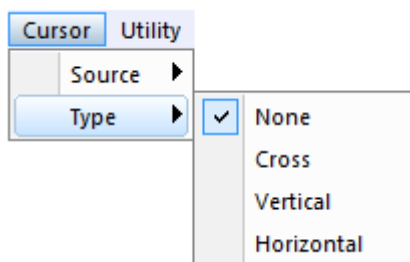 Cursor Utility
Source
Type
None
Cross
Vertical
Horizontal